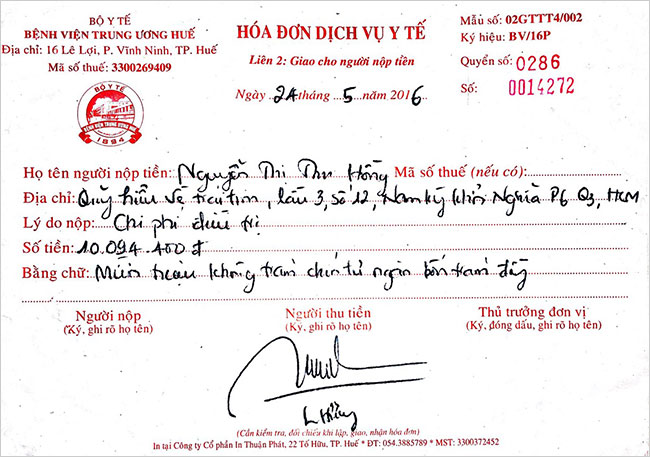 BỘ Y TẾ
BỆNH VIỆN TRUNG ƯƠNG HUẾ
Địa chỉ: 16 Lê Lợi, P. Vĩnh Ninh, TP. Huế
Mã số thuế: 3300269409
BỘ Y TẾ
BỆNH VIỆN TRUNG ƯƠNG HUẾ
1894
HÓA ĐƠN DỊCH VỤ Y TẾ
Liên 2: Giao cho người nộp tiền
Ngày 24 tháng 5 năm 2016
Mẫu số: 02GTTT4/002
Ký hiệu: BV/16P
Quyển số: 0286
Số: 0014272
Họ tên người nộp tiền: Nguyễn Thi Thu Hồng Mã số thuế (nếu có):
Địa chỉ: Quỹ hiểu về trái tim, lầu 3, số 12, Nam kỳ Khởi Nghĩa P6 Q3, HCM
Lý do nộp: Chi phí điều trị
Số tiền: 10.094.400 đ
Bằng chữ: Mười triệu không trăm chín tư ngàn bốn trăm đồng
Người nộp
(Ký, ghi rõ họ tên)
Người thu tiền
(Ký, ghi rõ họ tên)
Thủ trưởng đơn vị
(Ký, đóng dấu, ghi rõ họ tên)
(Cần kiểm tra, đối chiếu khi lập, giao, nhận hóa đơn)
In tại Công ty Cổ phần In Thuận Phát, 22 Tố Hữu, TP. Huế * ĐT: 054.3885789 * MST: 3300372452